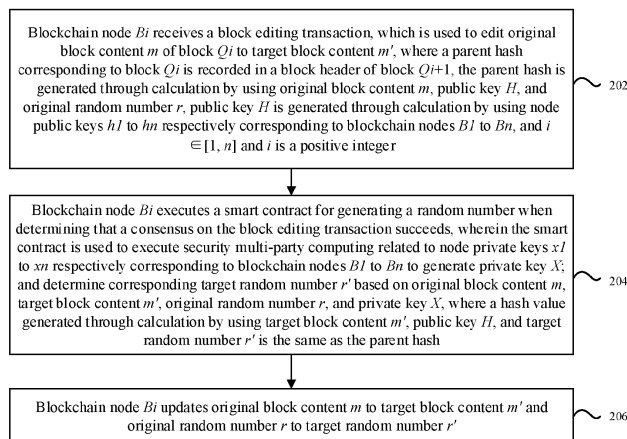 Blockchain node Bi receives a block editing transaction, which is used to edit original
block content m of block Qi to target block content m', where a parent hash
corresponding to block Qi is recorded in a block header of block Qi+1, the parent hash is
generated through calculation by using original block content m, public key H, and
original random number r, public key H is generated through calculation by using node
public keys h1 to hn respectively corresponding to blockchain nodes B1 to Bn, and i
∈[1, n] and i is a positive integer
202
Blockchain node Bi executes a smart contract for generating a random number when
determining that a consensus on the block editing transaction succeeds, wherein the smart
contract is used to execute security multi-party computing related to node private keys x1
to xn respectively corresponding to blockchain nodes B1 to Bn to generate private key X;
and determine corresponding target random number r' based on original block content m,
target block content m', original random number r, and private key X, where a hash value
generated through calculation by using target block content m', public key H, and target
random number r' is the same as the parent hash
204
Blockchain node Bi updates original block content m to target block content m' and
original random number r to target random number r'
206